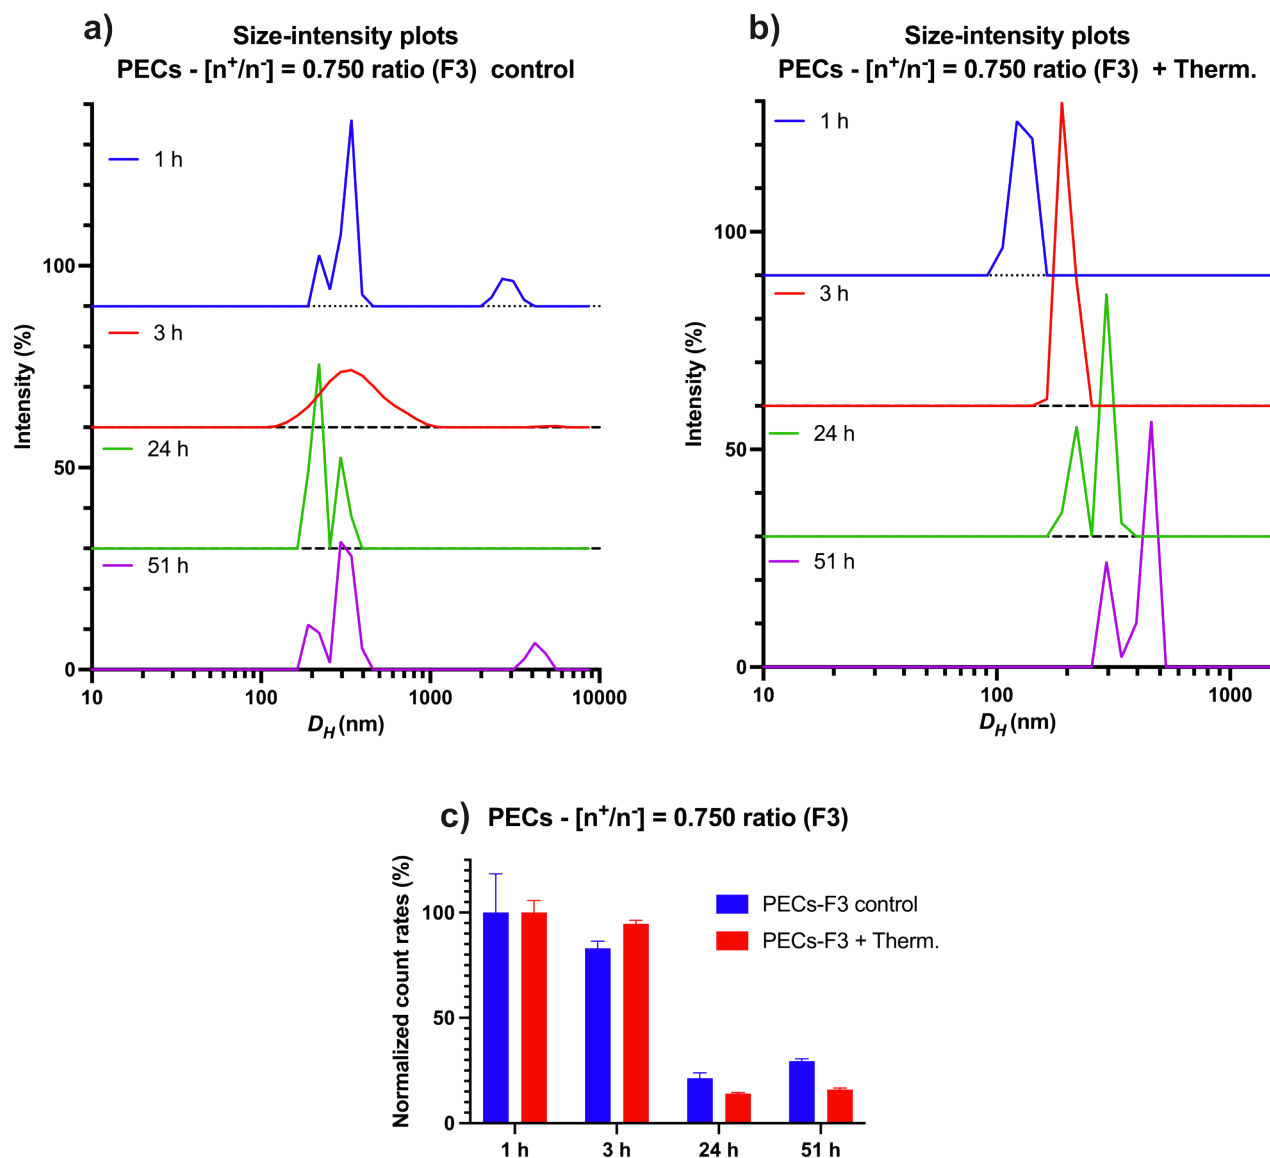 a)
Size-intensity plots
PECs - [n⁺/n⁻] = 0.750 ratio (F3) control
1 h
3 h
24 h
51 h
Intensity (%)
100
50
0
10
100
1000
10000
D_H (nm)
b)
Size-intensity plots
PECs - [n⁺/n⁻] = 0.750 ratio (F3) + Therm.
1 h
3 h
24 h
51 h
Intensity (%)
100
50
0
10
100
1000
D_H (nm)
c) PECs - [n⁺/n⁻] = 0.750 ratio (F3)
Normalized count rates (%)
100
50
0
PECs-F3 control
PECs-F3 + Therm.
1 h
3 h
24 h
51 h